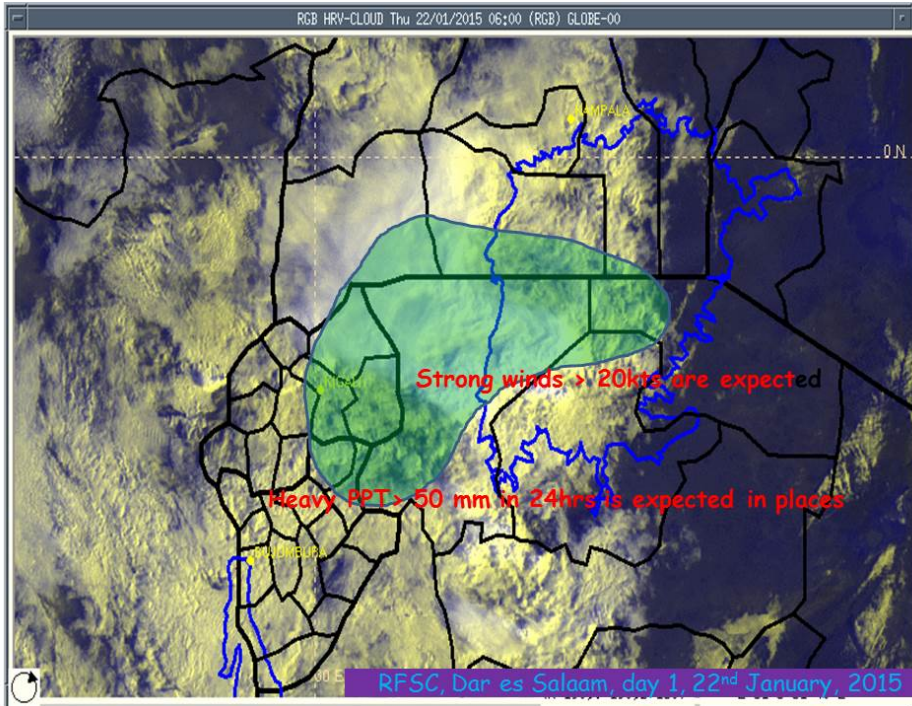 RGB HRV-CLOUD Thu 22/01/2015 06:00 (RGB) GLOBE-00
KAMPALA
0 N
KIGALI
Strong winds > 20kts are expected
Heavy PPT> 50 mm in 24hrs is expected in places
BUJUMBURA
00 E
RFSC, Dar es Salaam, day 1, 22nd January, 2015